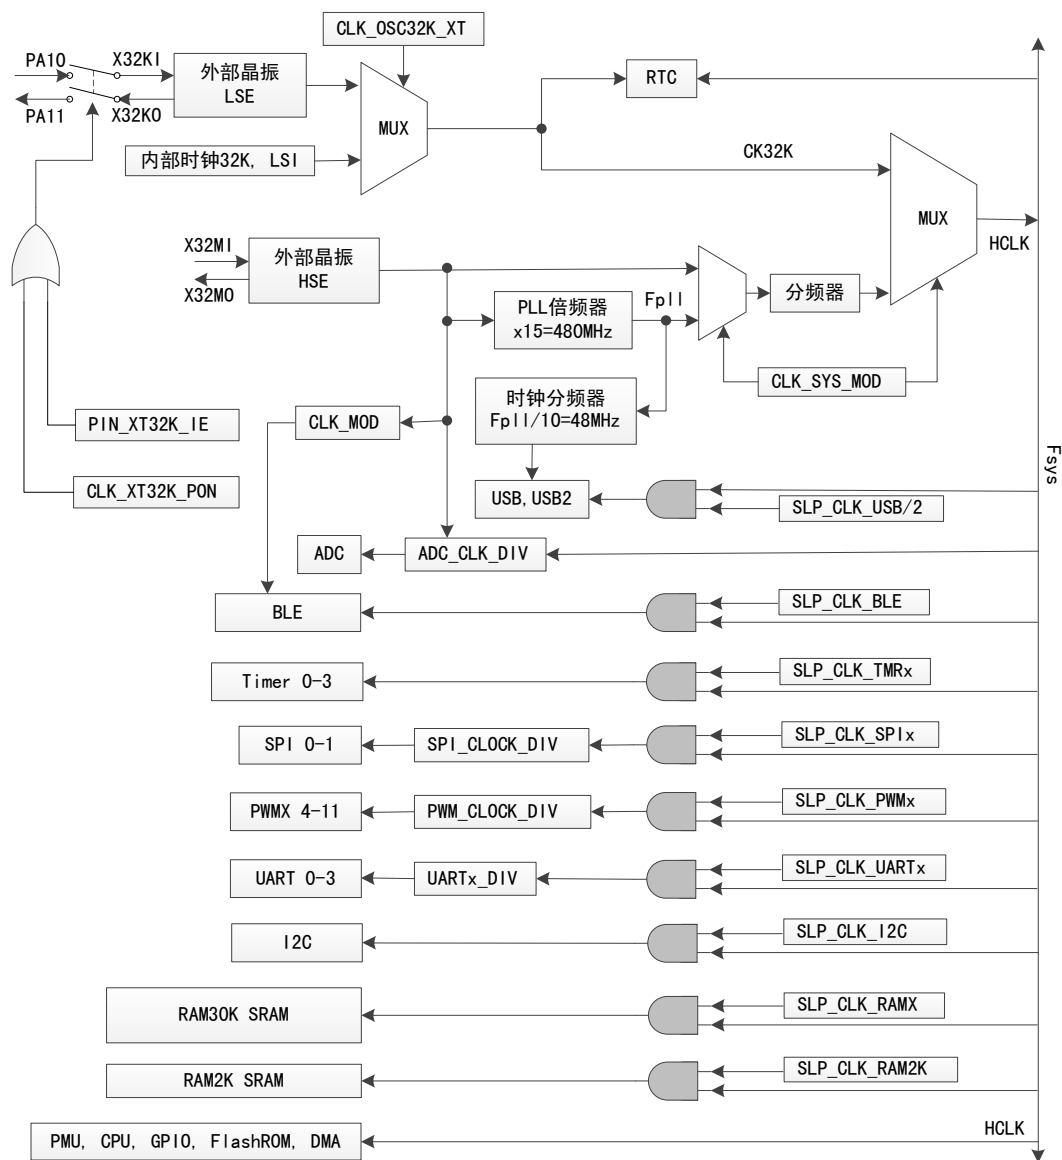 CLK_OSC32K_XT
PA10
X32KI
外部晶振
LSE
RTC
PA11
X32KO
MUX
内部时钟32K, LSI
CK32K
MUX
HCLK
X32MI
外部晶振
HSE
X32MO
PLL倍频器
x15=480MHz
Fpll
分频器
CLK_SYS_MOD
时钟分频器
Fpll/10=48MHz
CLK_MOD
PIN_XT32K_IE
Fsys
CLK_XT32K_PON
USB,USB2
SLP_CLK_USB/2
ADC
ADC_CLK_DIV
BLE
SLP_CLK_BLE
Timer 0-3
SLP_CLK_TMRx
SPI 0-1
SPI_CLOCK_DIV
SLP_CLK_SPIx
PWMX 4-11
PWM_CLOCK_DIV
SLP_CLK_PWMx
UART 0-3
UARTx_DIV
SLP_CLK_UARTx
I2C
SLP_CLK_I2C
RAM30K SRAM
SLP_CLK_RAMX
RAM2K SRAM
SLP_CLK_RAM2K
HCLK
PMU, CPU, GPIO, FlashROM, DMA